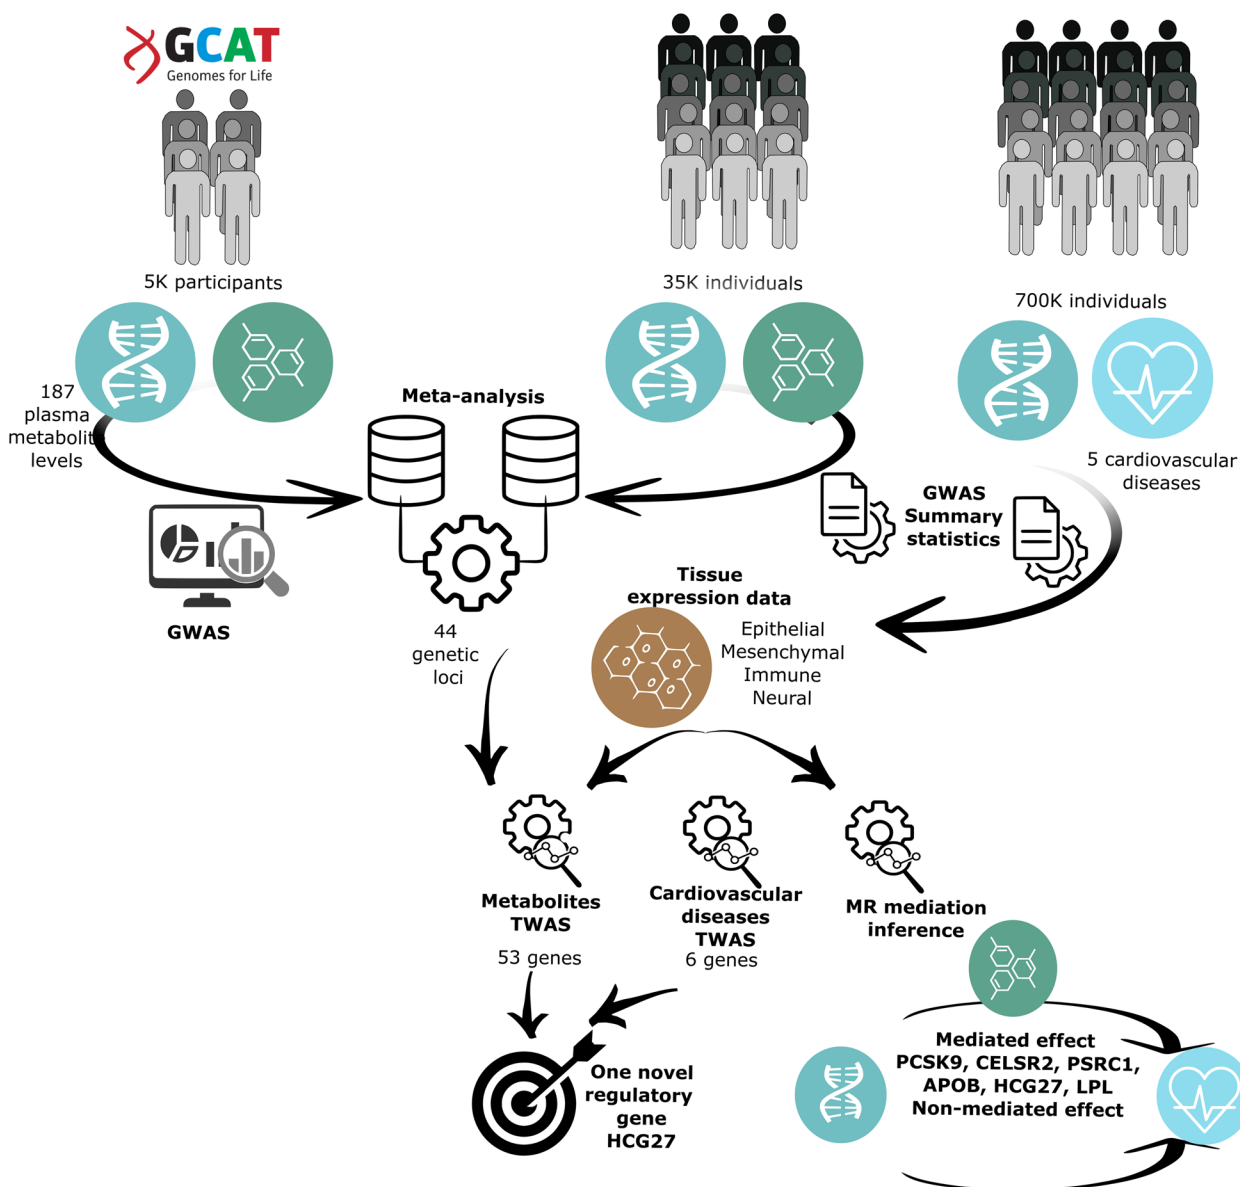 GCAT
Genomes for Life
5K participants
35K individuals
700K individuals
187
plasma
metabolite
levels
Meta-analysis
5 cardiovascular
diseases
GWAS
Summary
statistics
GWAS
44
genetic
loci
Tissue
expression data
Epithelial
Mesenchymal
Immune
Neural
Metabolites
TWAS
53 genes
Cardiovascular
diseases
TWAS
6 genes
MR mediation
inference
One novel
regulatory
gene
HCG27
Mediated effect
PCSK9, CELSR2, PSRC1,
APOB, HCG27, LPL
Non-mediated effect